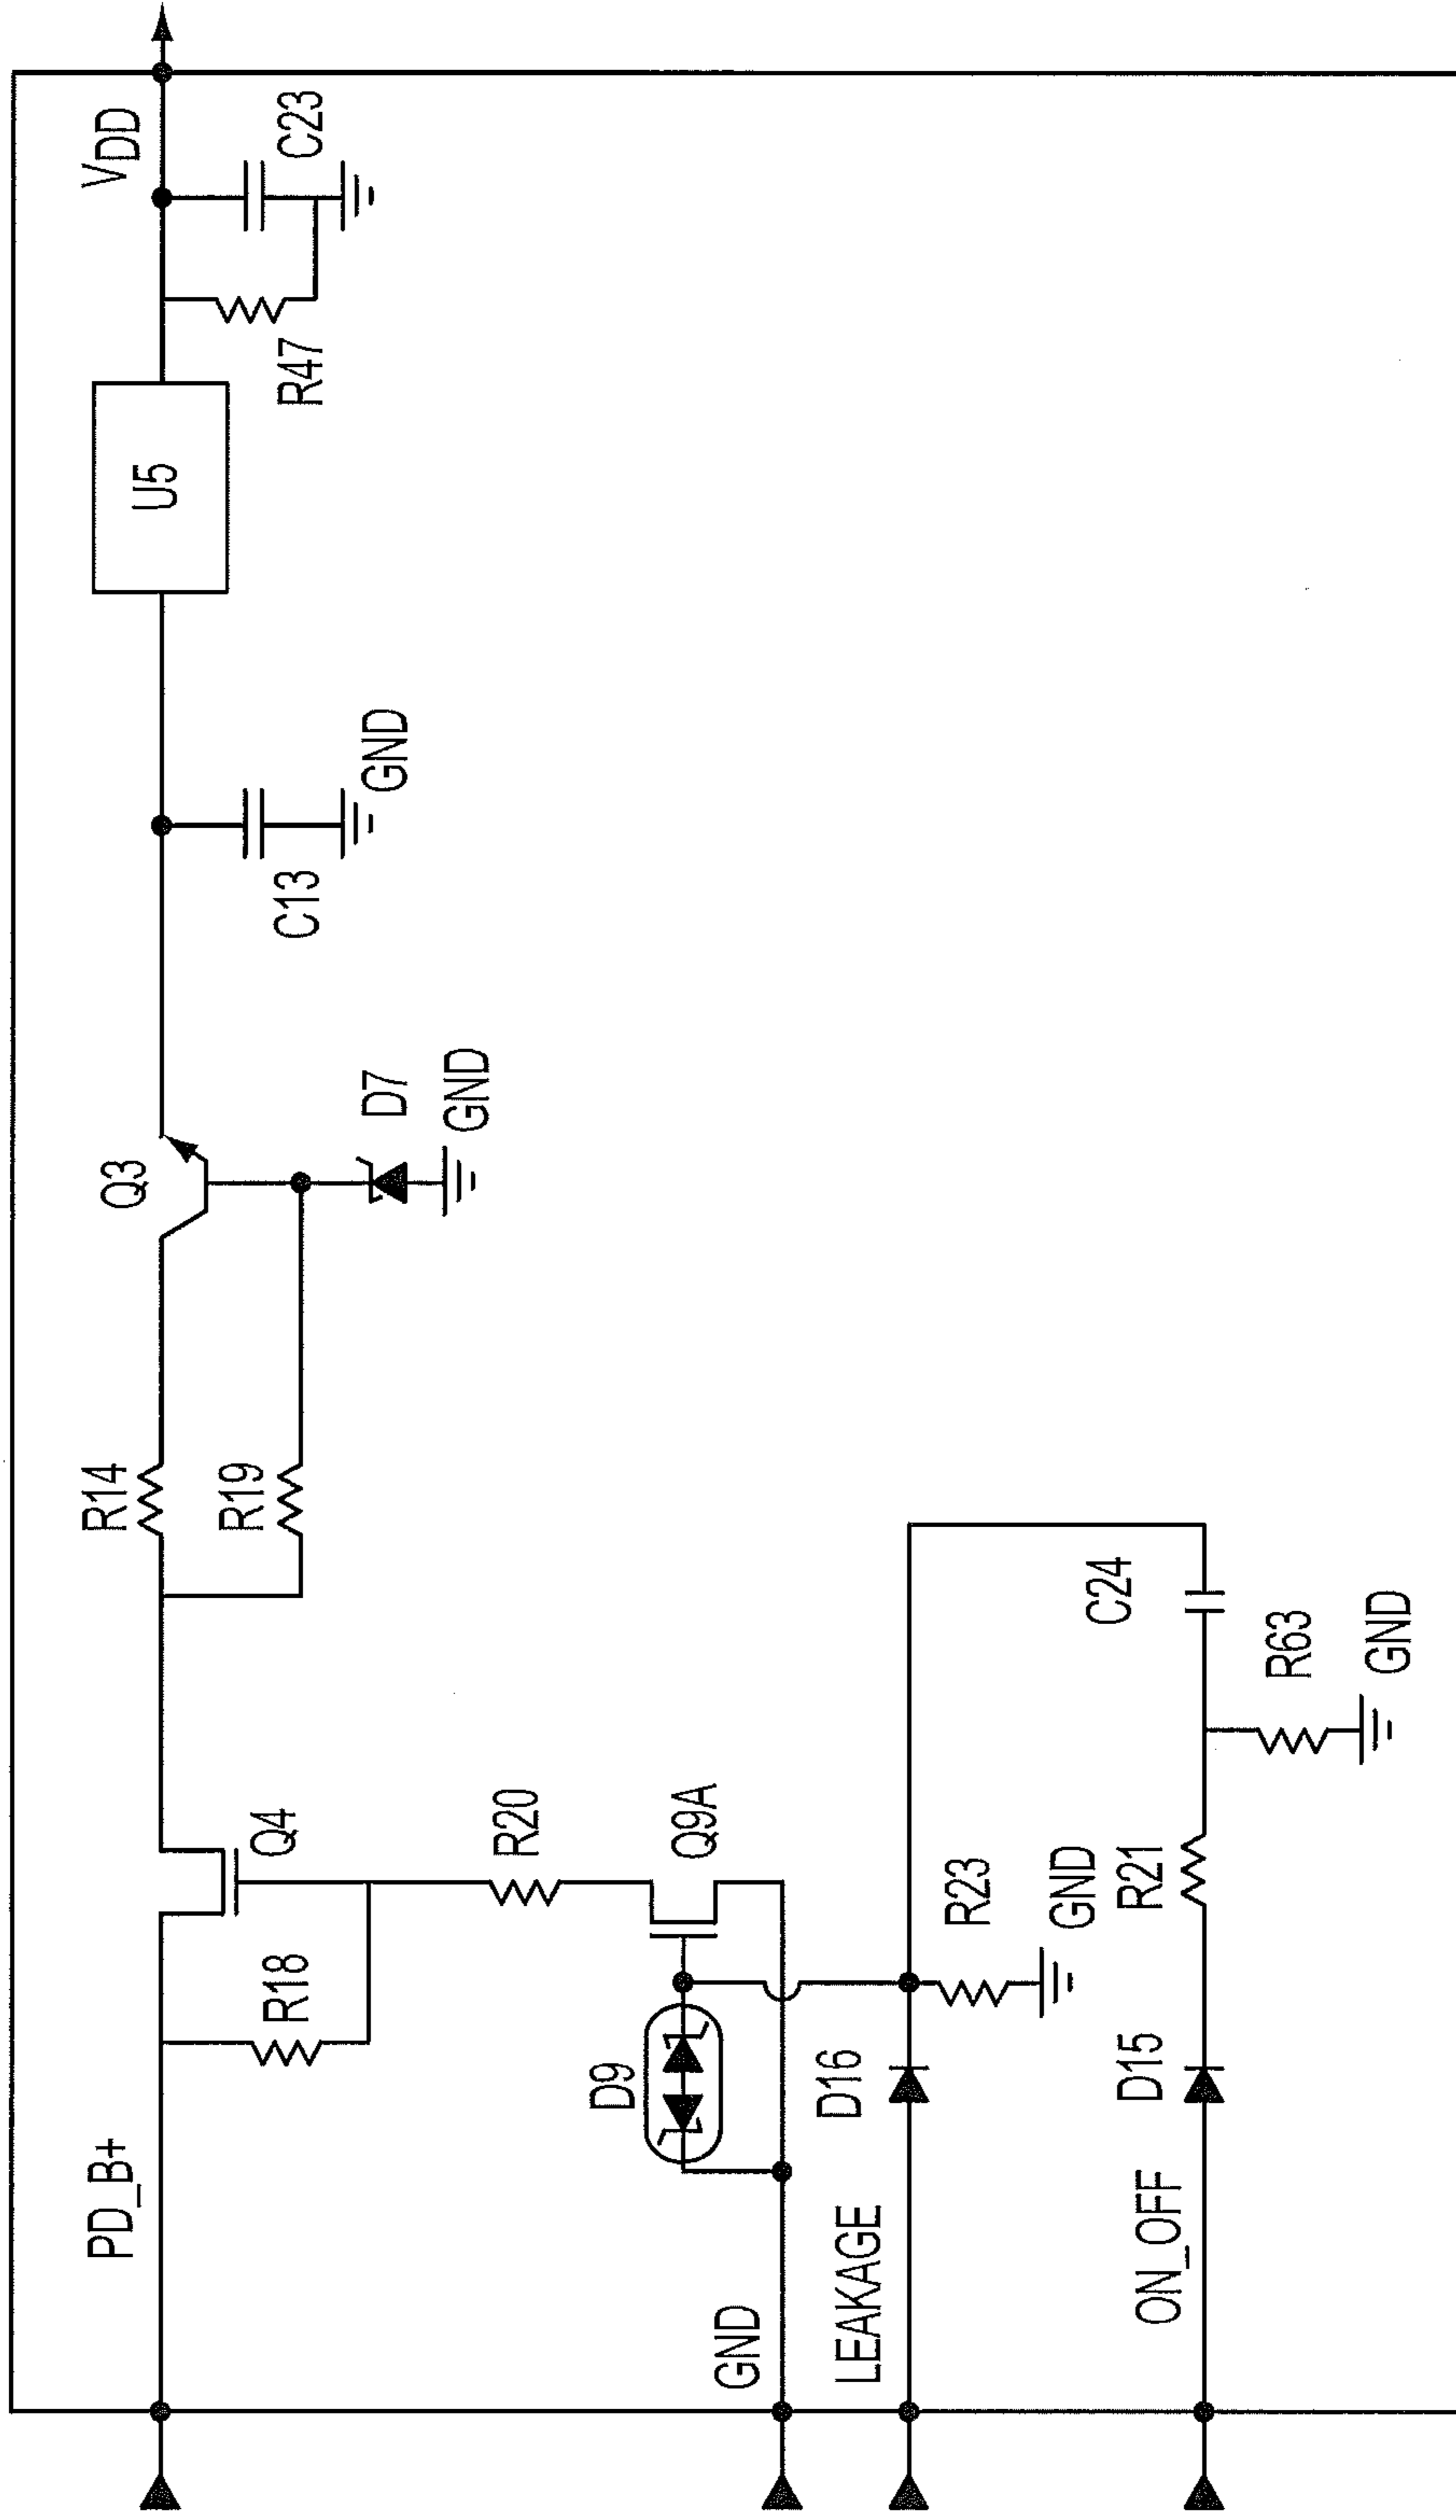 PD_B+
R18
Q4
R14
R19
Q3
D7
GND
C13
GND
U5
R47
VDD
C23
R20
Q9A
D9
GND
LEAKAGE
D16
R23
GND
ON_OFF
D15
R21
R63
GND
C24